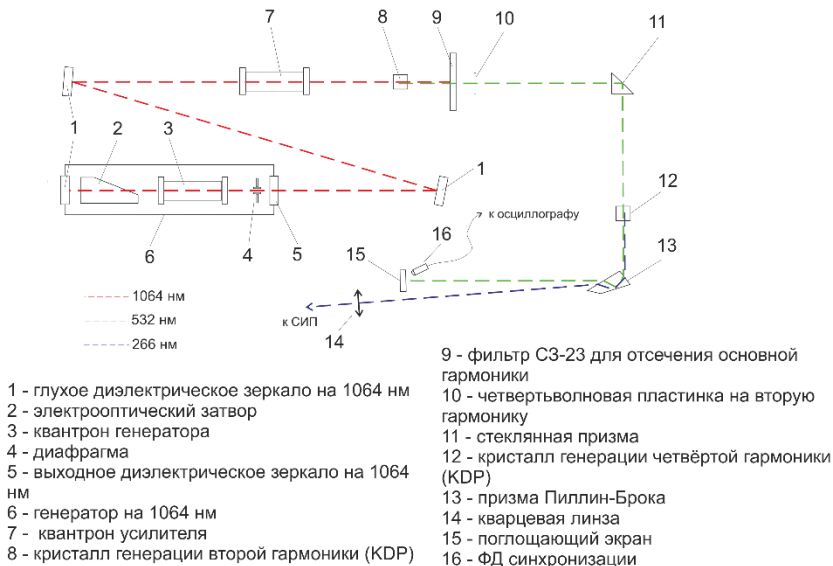 7
8
9
10
11
1
2
3
4
5
1
6
12
13
к осциллографу
16
15
1064 нм
532 нм
266 нм
к СИП
14
1 - глухое диэлектрическое зеркало на 1064 нм
2 - электрооптический затвор
3 - квантрон генератора
4 - диафрагма
5 - выходное диэлектрическое зеркало на 1064
нм
6 - генератор на 1064 нм
7 - квантрон усилителя
8 - кристалл генерации второй гармоники (KDP)
9 - фильтр СЗ-23 для отсечения основной
гармоники
10 - четвертьволновая пластинка на вторую
гармонику
11 - стеклянная призма
12 - кристалл генерации четвёртой гармоники
(KDP)
13 - призма Пиллин-Брока
14 - кварцевая линза
15 - поглощающий экран
16 - ФД синхронизации